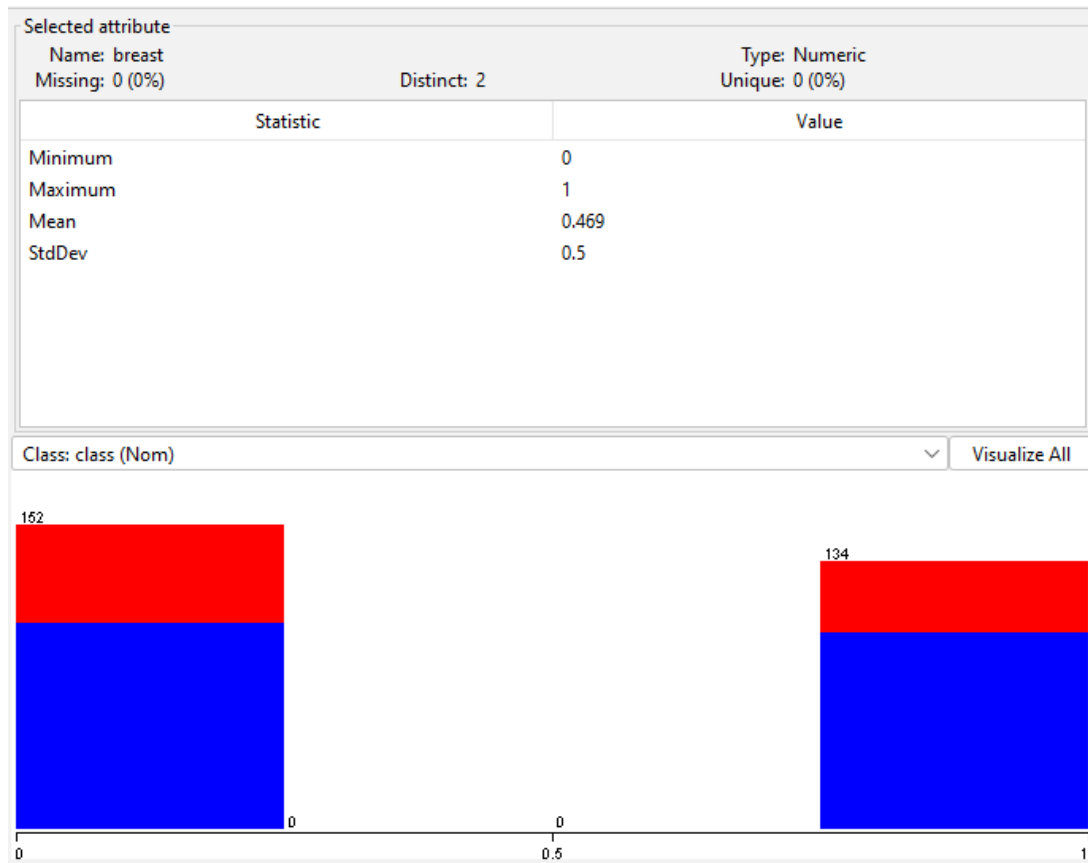 Selected attribute
Name: breast Type: Numeric
Missing: 0 (0%) Distinct: 2 Unique: 0 (0%)
Statistic Value
Minimum 0
Maximum 1
Mean 0.469
StdDev 0.5
Class: class (Nom) Visualize All
152
134
0 0
0 0.5 1